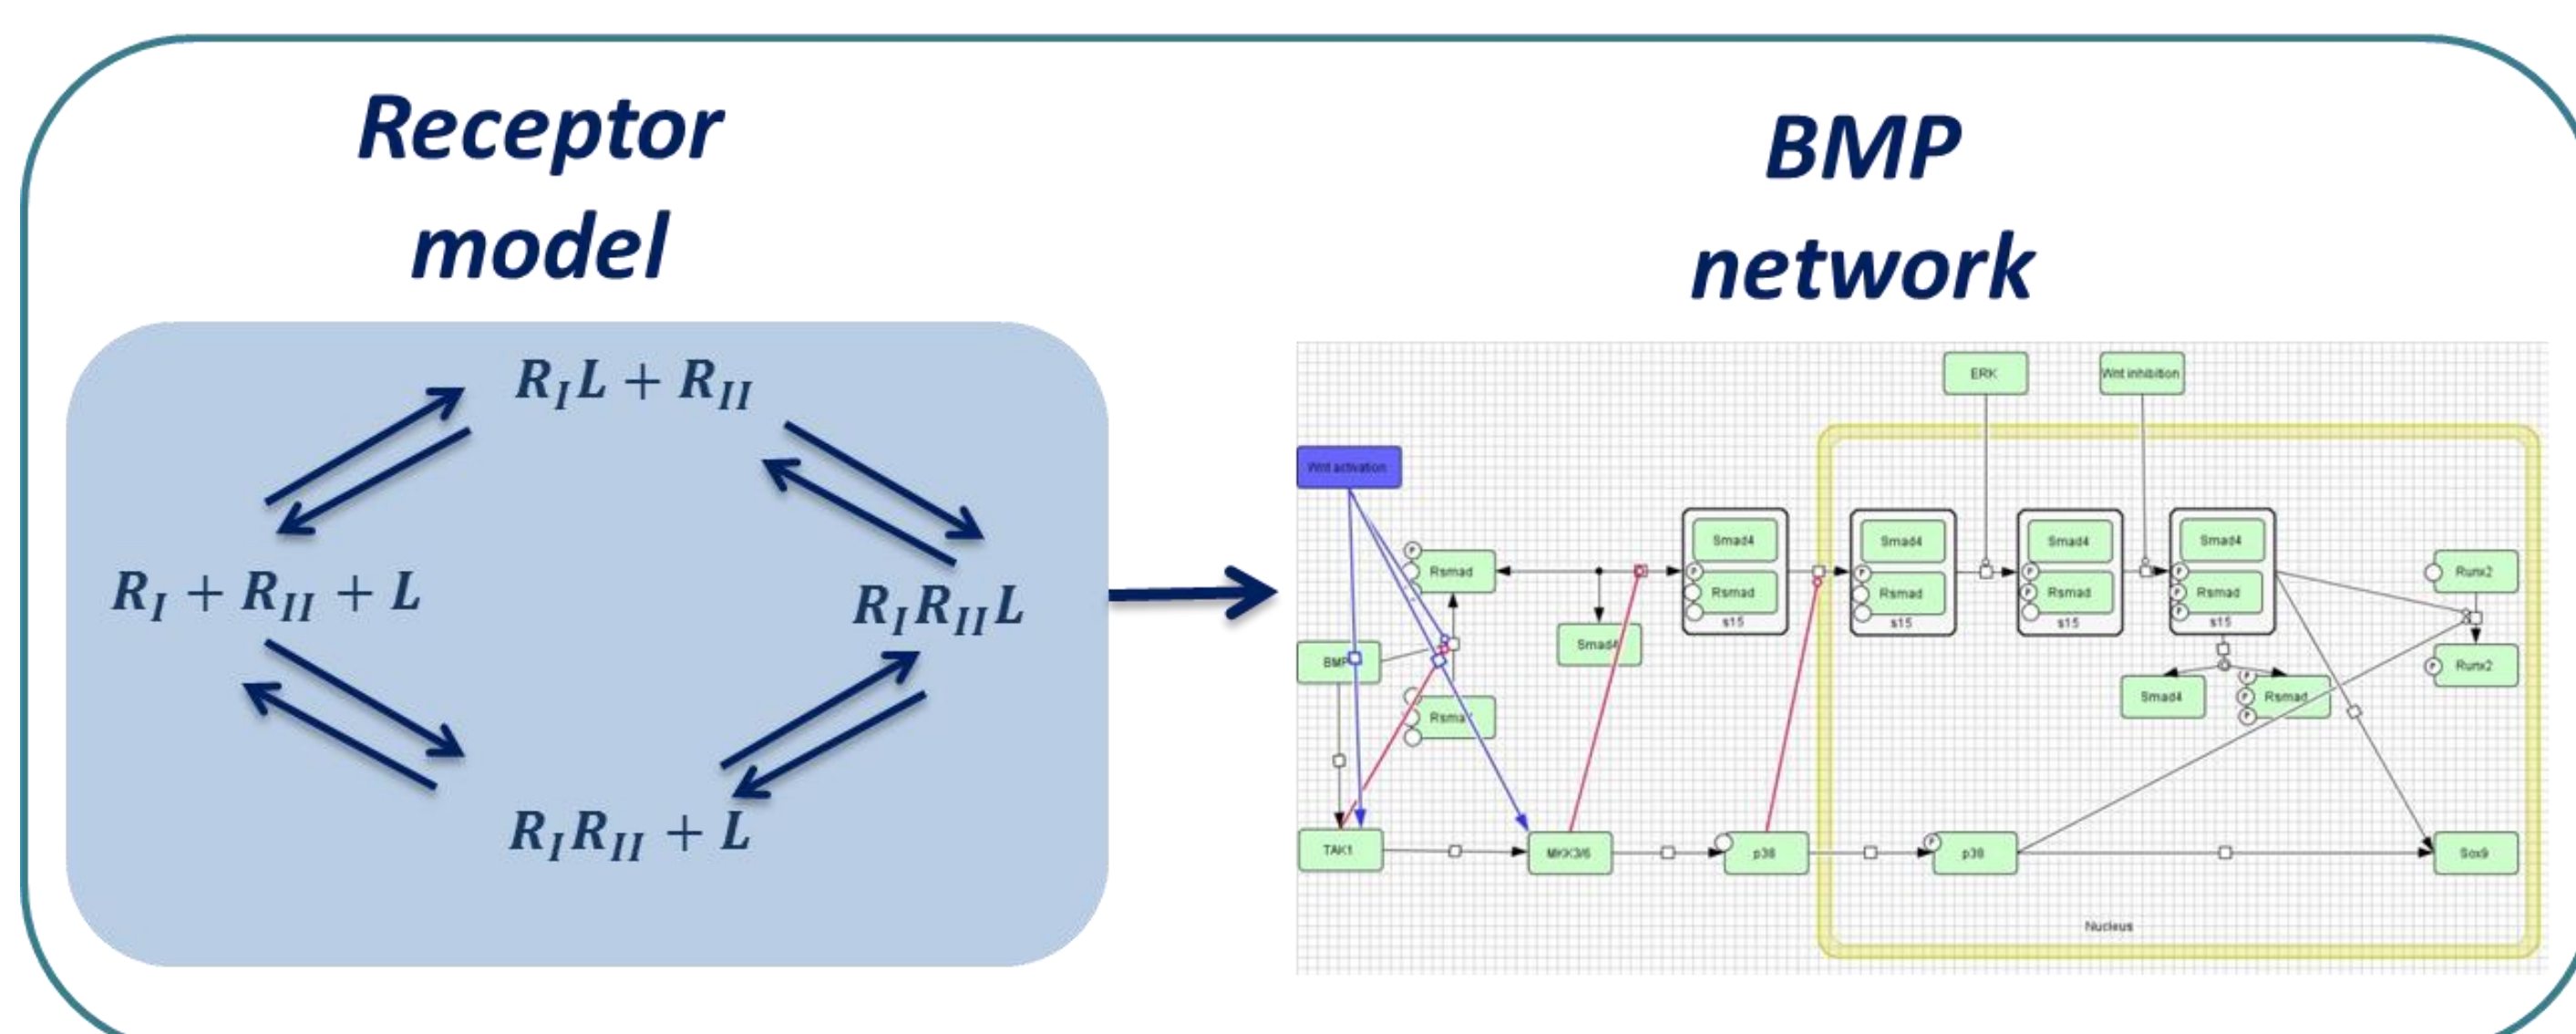 Receptor
model
BMP
network
R_I L + R_II
R_I + R_II + L
R_I R_II L
R_I R_II + L
ERK
Wnt inhibition
Wnt activation
Smad4
Rsmad
s15
Smad4
Rsmad
s15
Smad4
Rsmad
s15
Smad4
Rsmad
s15
P
Rsmad
Runx2
P
Runx2
Smad4
BMP
Smad4
P
P
P
Rsmad
TAK1
MKK3/6
p38
P
p38
Sox9
Nucleus